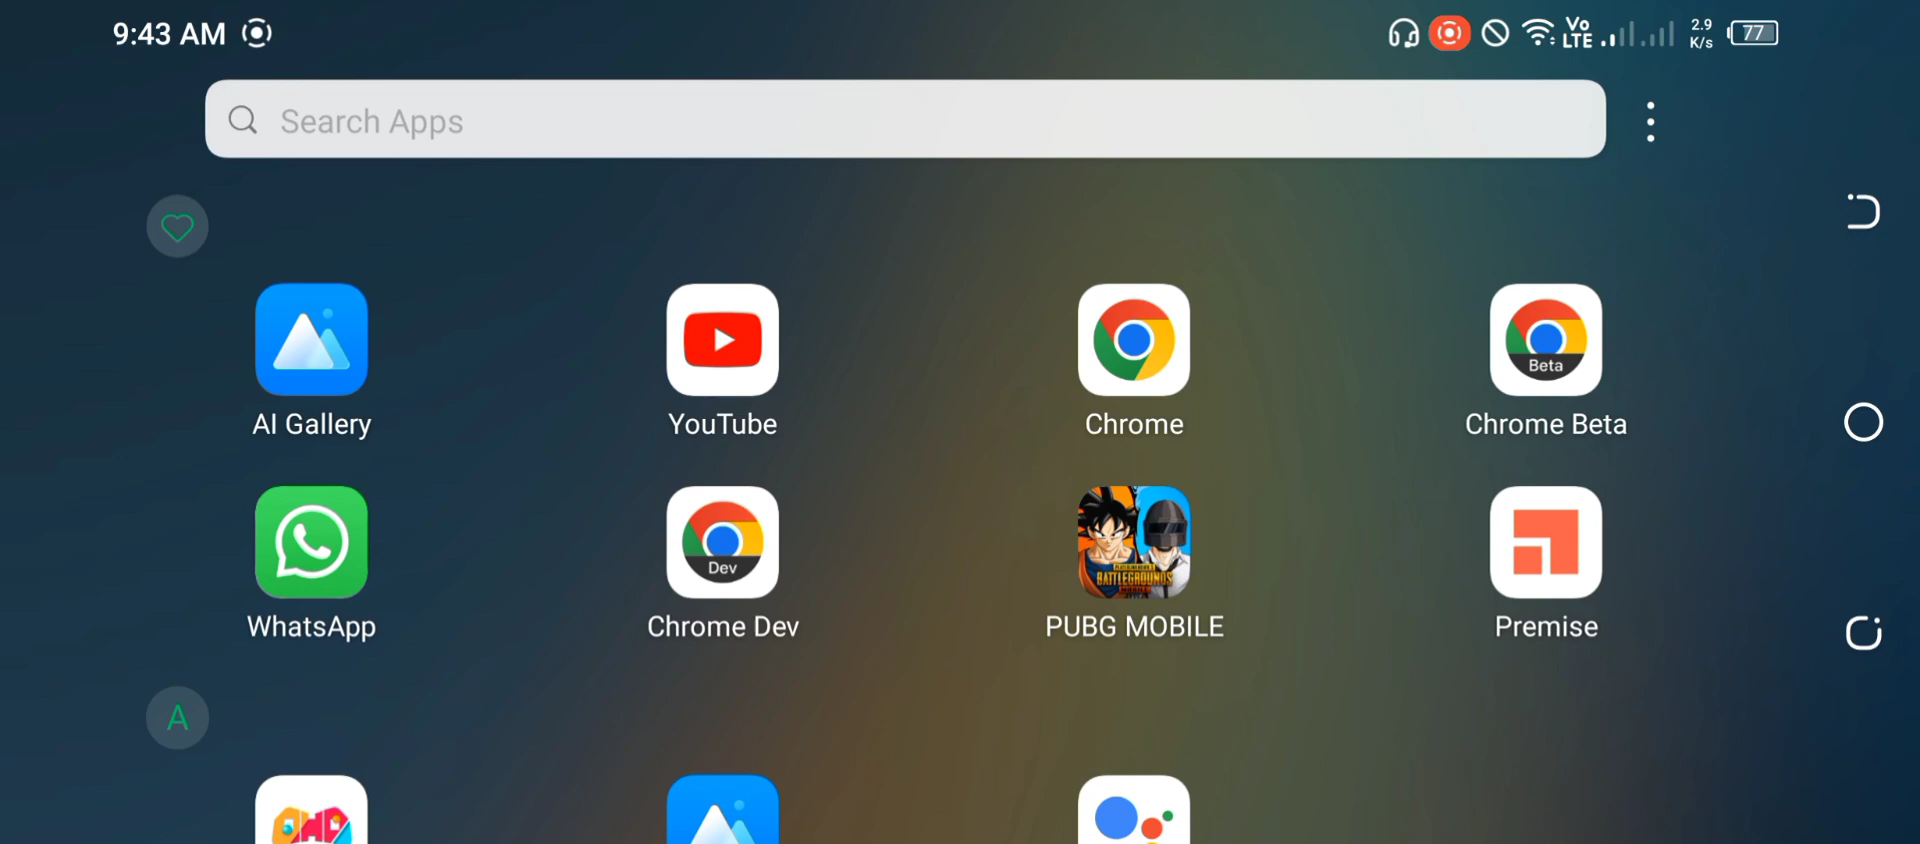 9:43 AM
Vo LTE
2.9 K/s
77
Search Apps
AI Gallery
YouTube
Chrome
Beta
Chrome Beta
WhatsApp
Dev
Chrome Dev
BATTLEGROUNDS
PUBG MOBILE
Premise
A